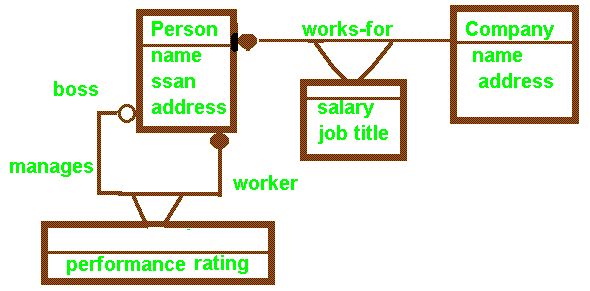 Person
name
ssan
address
works-for
Company
name
address
salary
job title
boss
manages
worker
performance rating